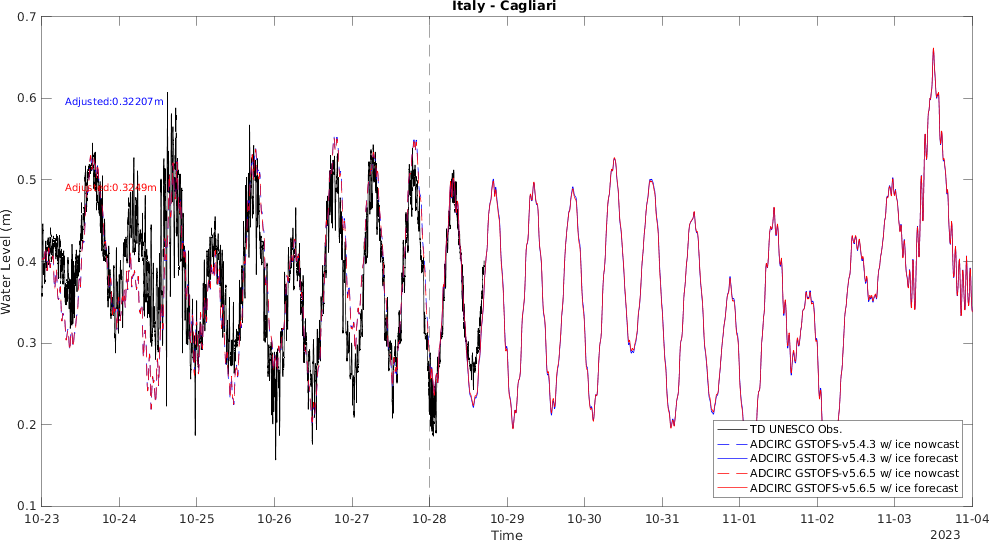 Italy - Cagliari
0.7
0.6
0.5
0.4
0.3
0.2
0.1
Water Level (m)
Adjusted:0.32207m
Adjusted:0.3249m
TD UNESCO Obs.
ADCIRC GSTOFS-v5.4.3 w/ ice nowcast
ADCIRC GSTOFS-v5.4.3 w/ ice forecast
ADCIRC GSTOFS-v5.6.5 w/ ice nowcast
ADCIRC GSTOFS-v5.6.5 w/ ice forecast
10-23 10-24 10-25 10-26 10-27 10-28 10-29 10-30 10-31 11-01 11-02 11-03 11-04
Time
2023